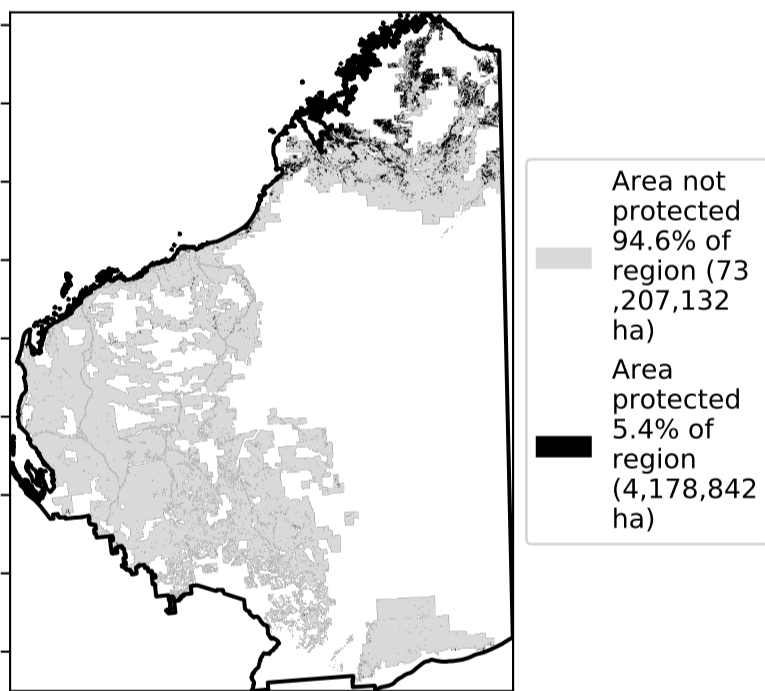 Area not
protected
94.6% of
region (73
,207,132
ha)
Area
protected
5.4% of
region
(4,178,842
ha)